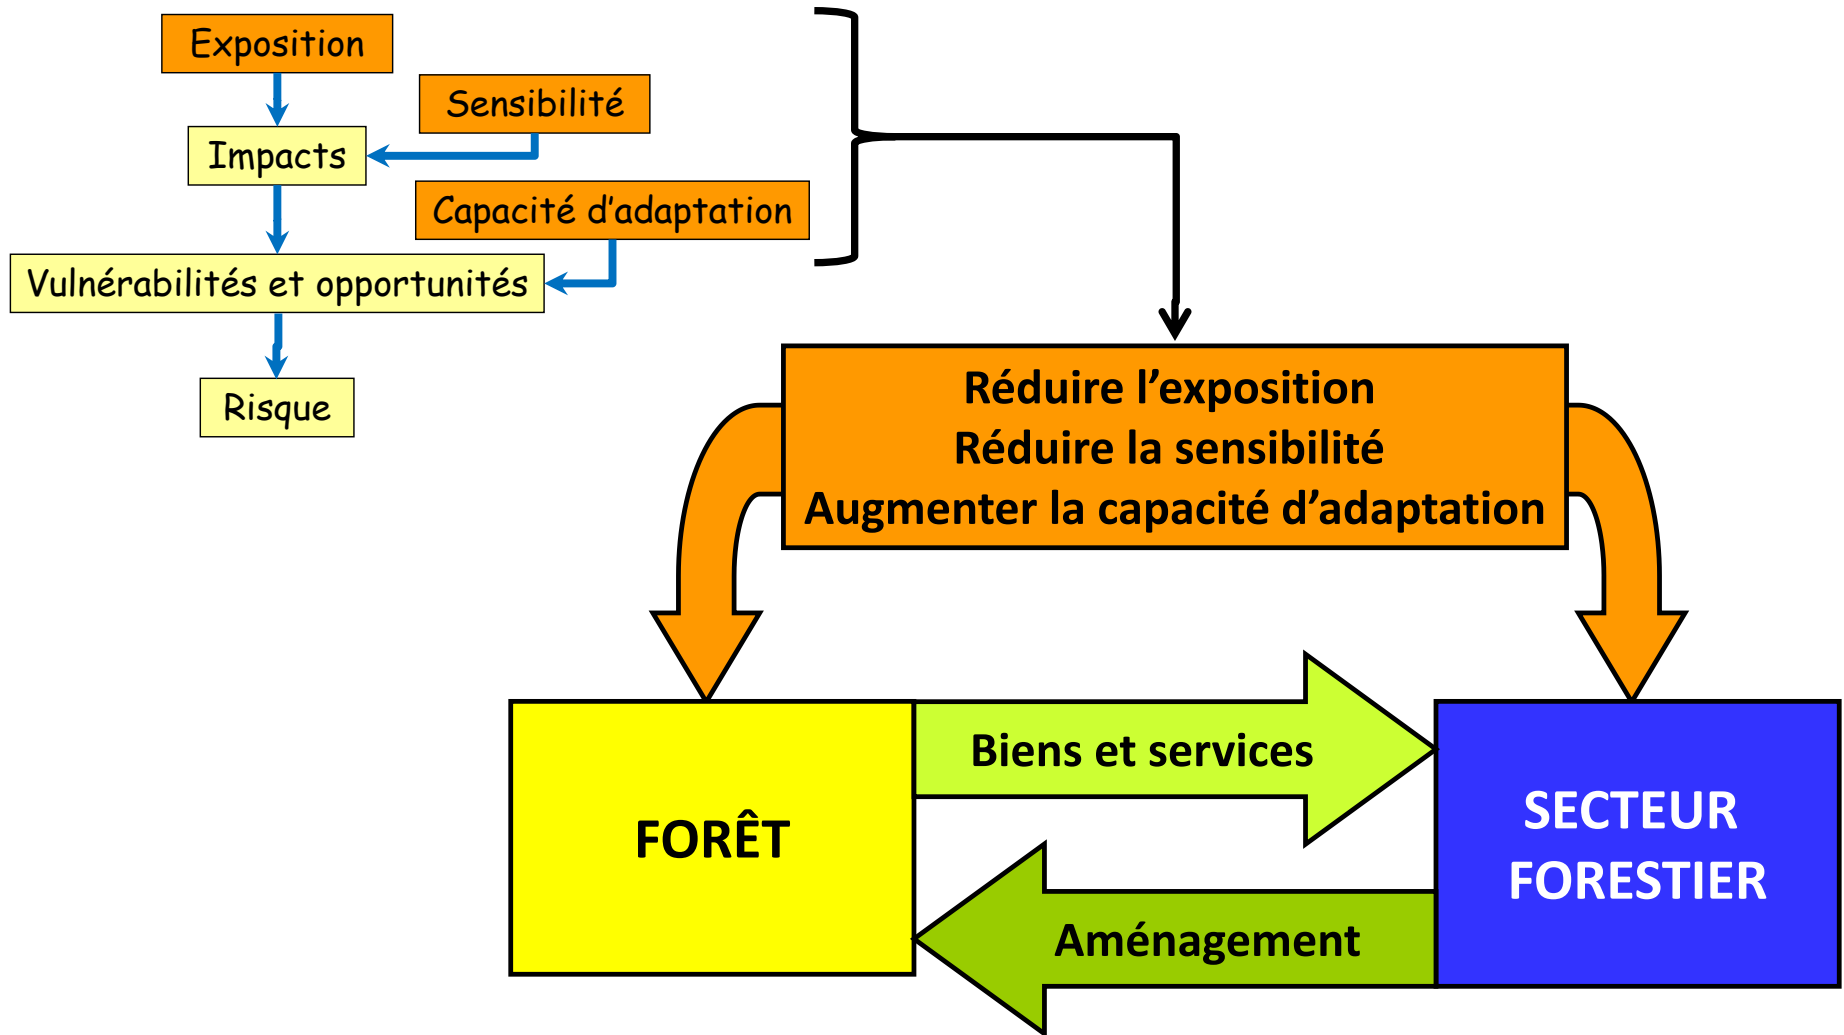 Exposition
Sensibilité
Impacts
Capacité d’adaptation
Vulnérabilités et opportunités
Risque
Réduire l’exposition
Réduire la sensibilité
Augmenter la capacité d’adaptation
Biens et services
FORÊT
SECTEUR
FORESTIER
Aménagement